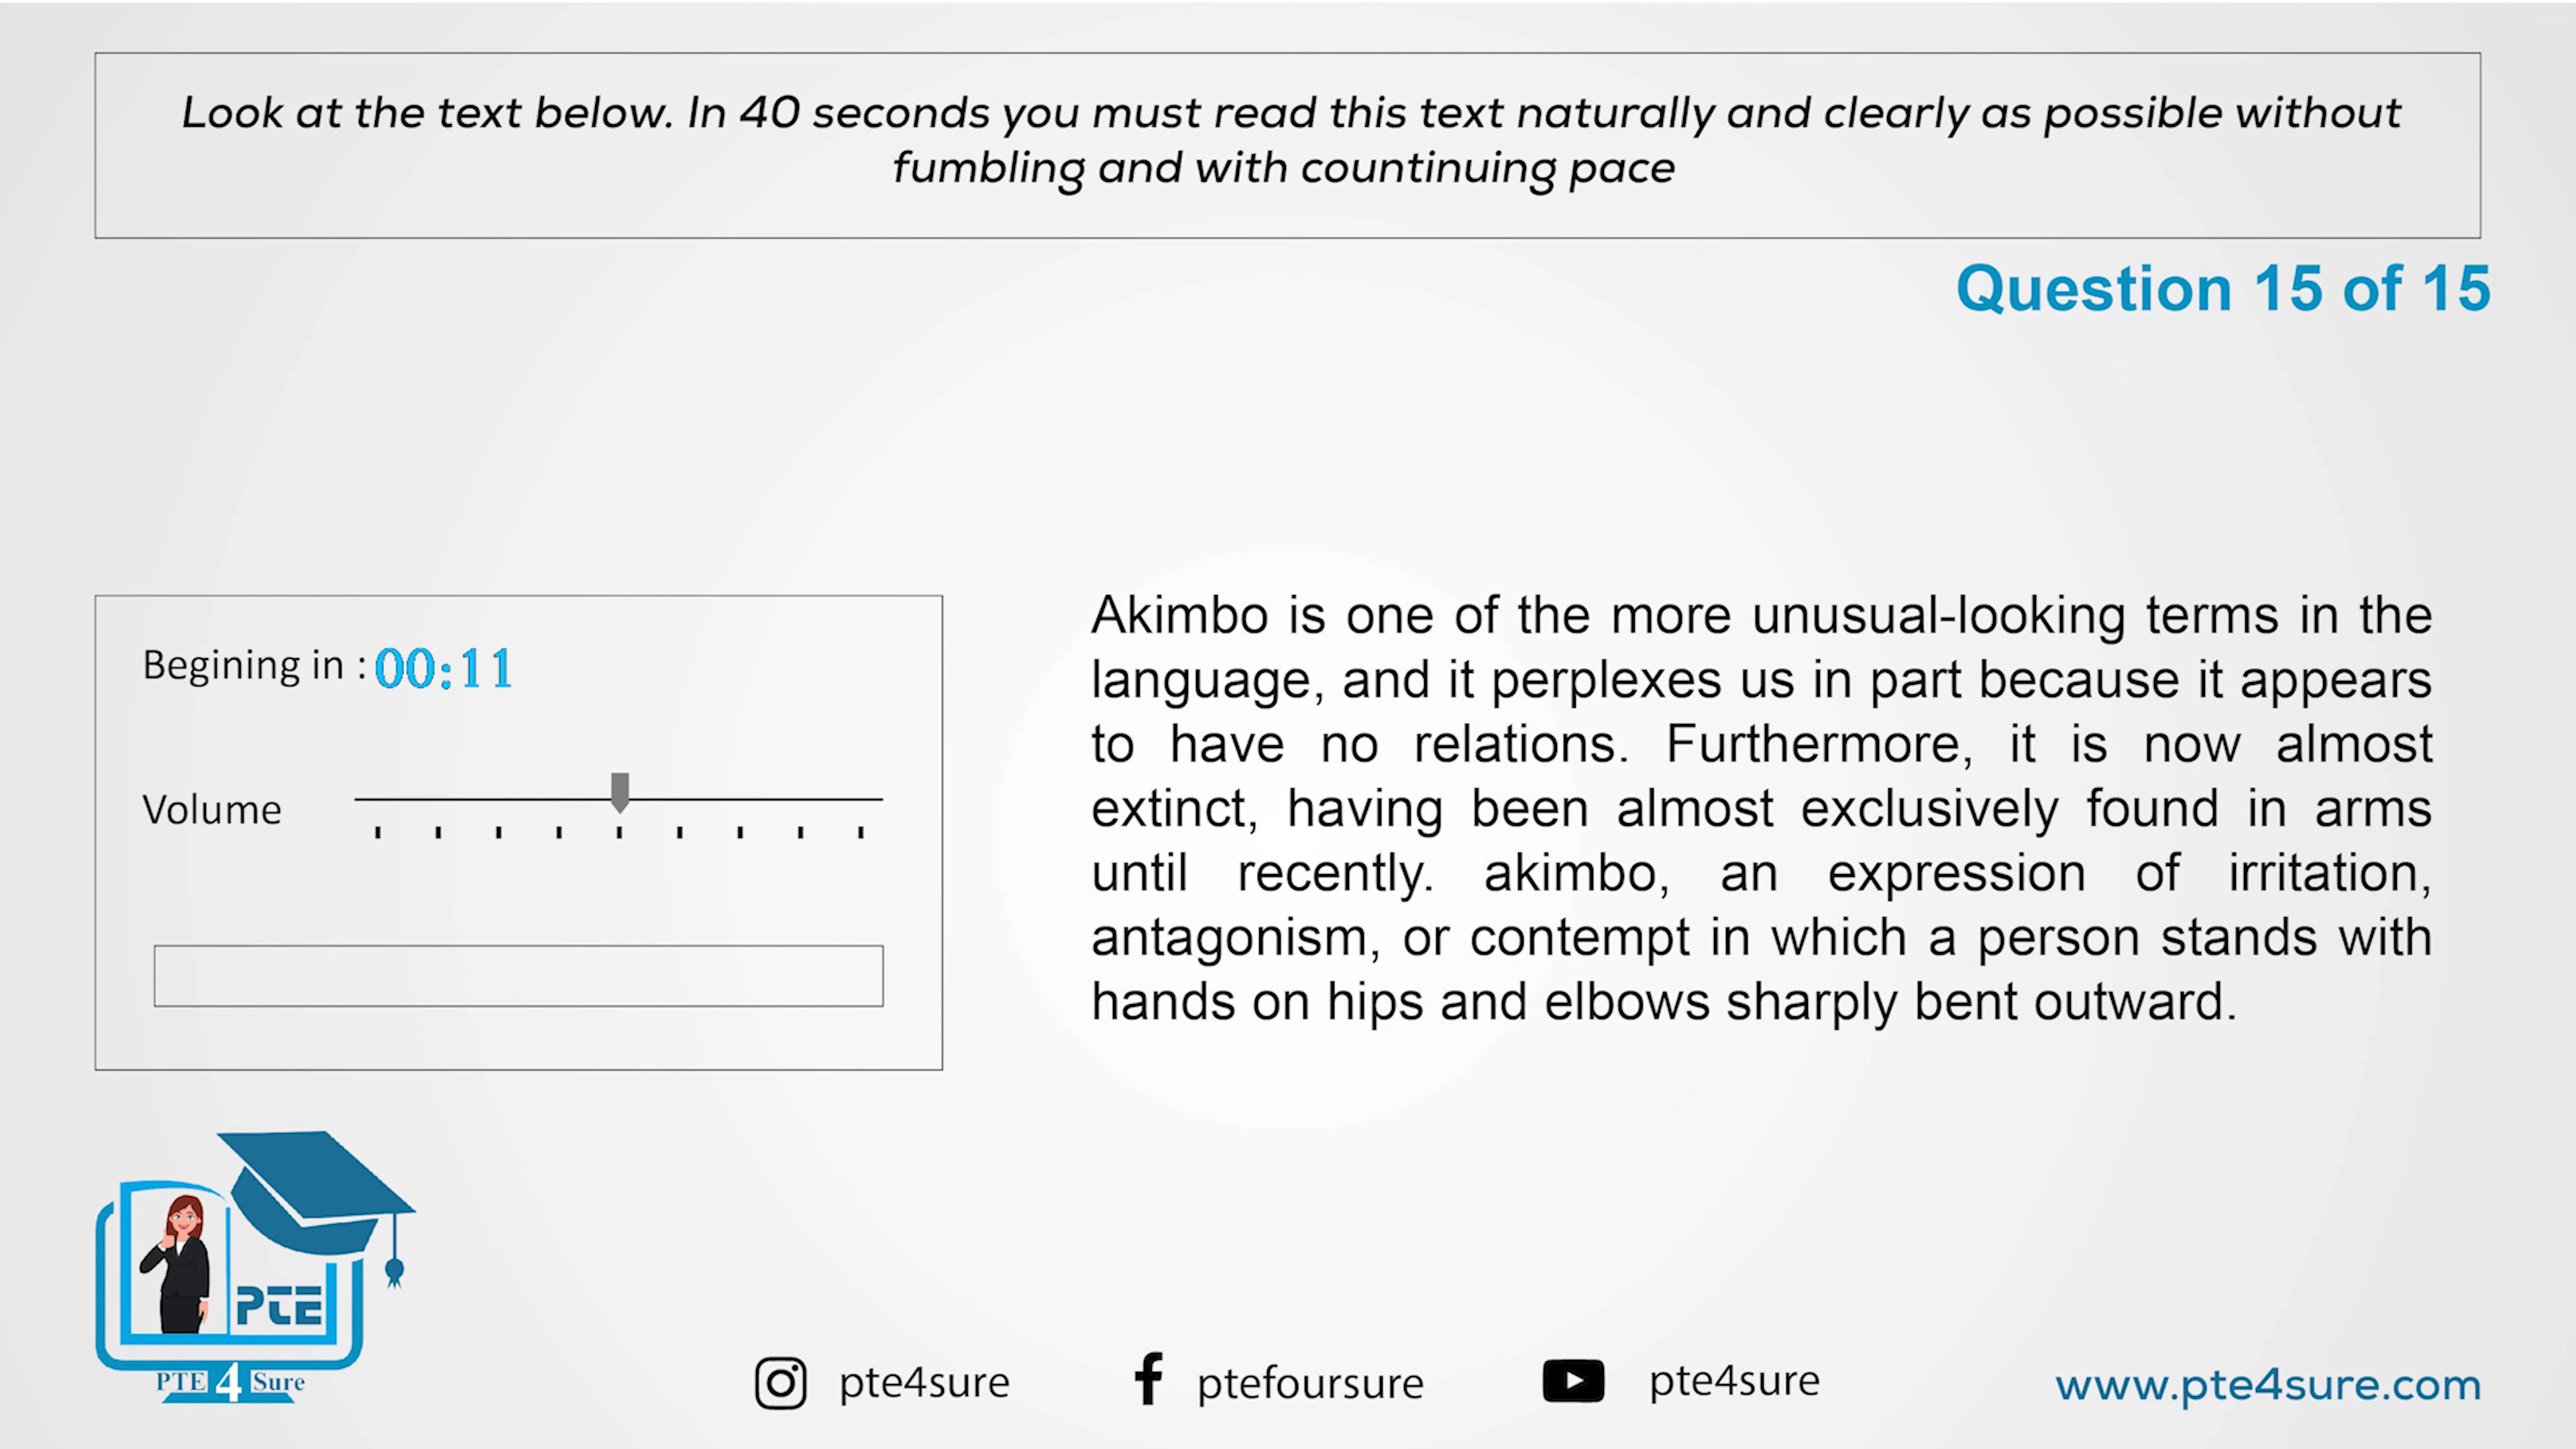 Look at the text below. In 40 seconds you must read this text naturally and clearly as possible without
fumbling and with countinuing pace
Question 15 of 15
Begining in : 00:11
Volume
Akimbo is one of the more unusual-looking terms in the
language, and it perplexes us in part because it appears
to have no relations. Furthermore, it is now almost
extinct, having been almost exclusively found in arms
until recently. akimbo, an expression of irritation,
antagonism, or contempt in which a person stands with
hands on hips and elbows sharply bent outward.
PTE
PTE 4 Sure
pte4sure
ptefoursure
pte4sure
www.pte4sure.com